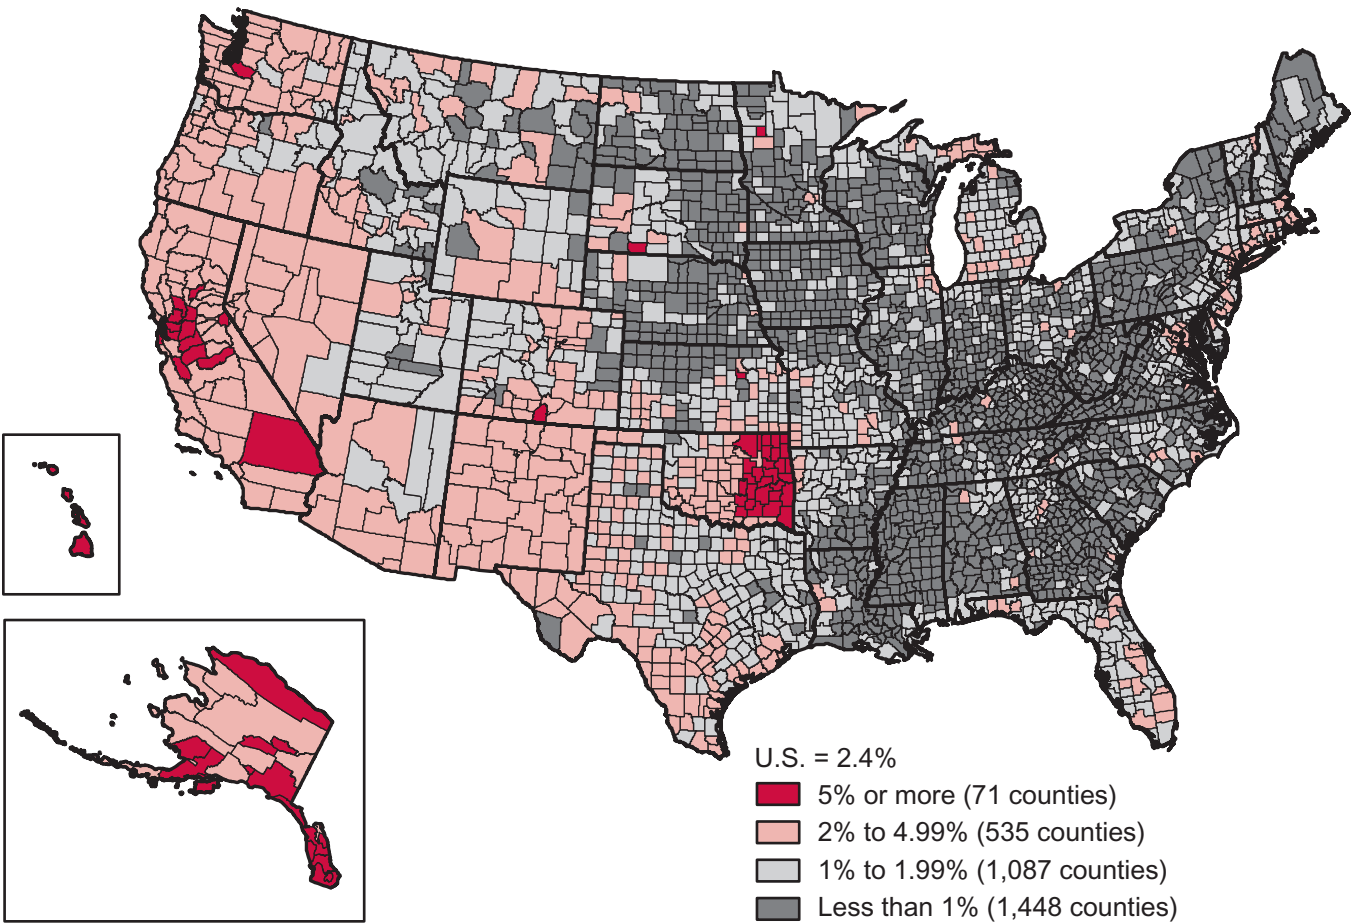 U.S. = 2.4%
5% or more (71 counties)
2% to 4.99% (535 counties)
1% to 1.99% (1,087 counties)
Less than 1% (1,448 counties)